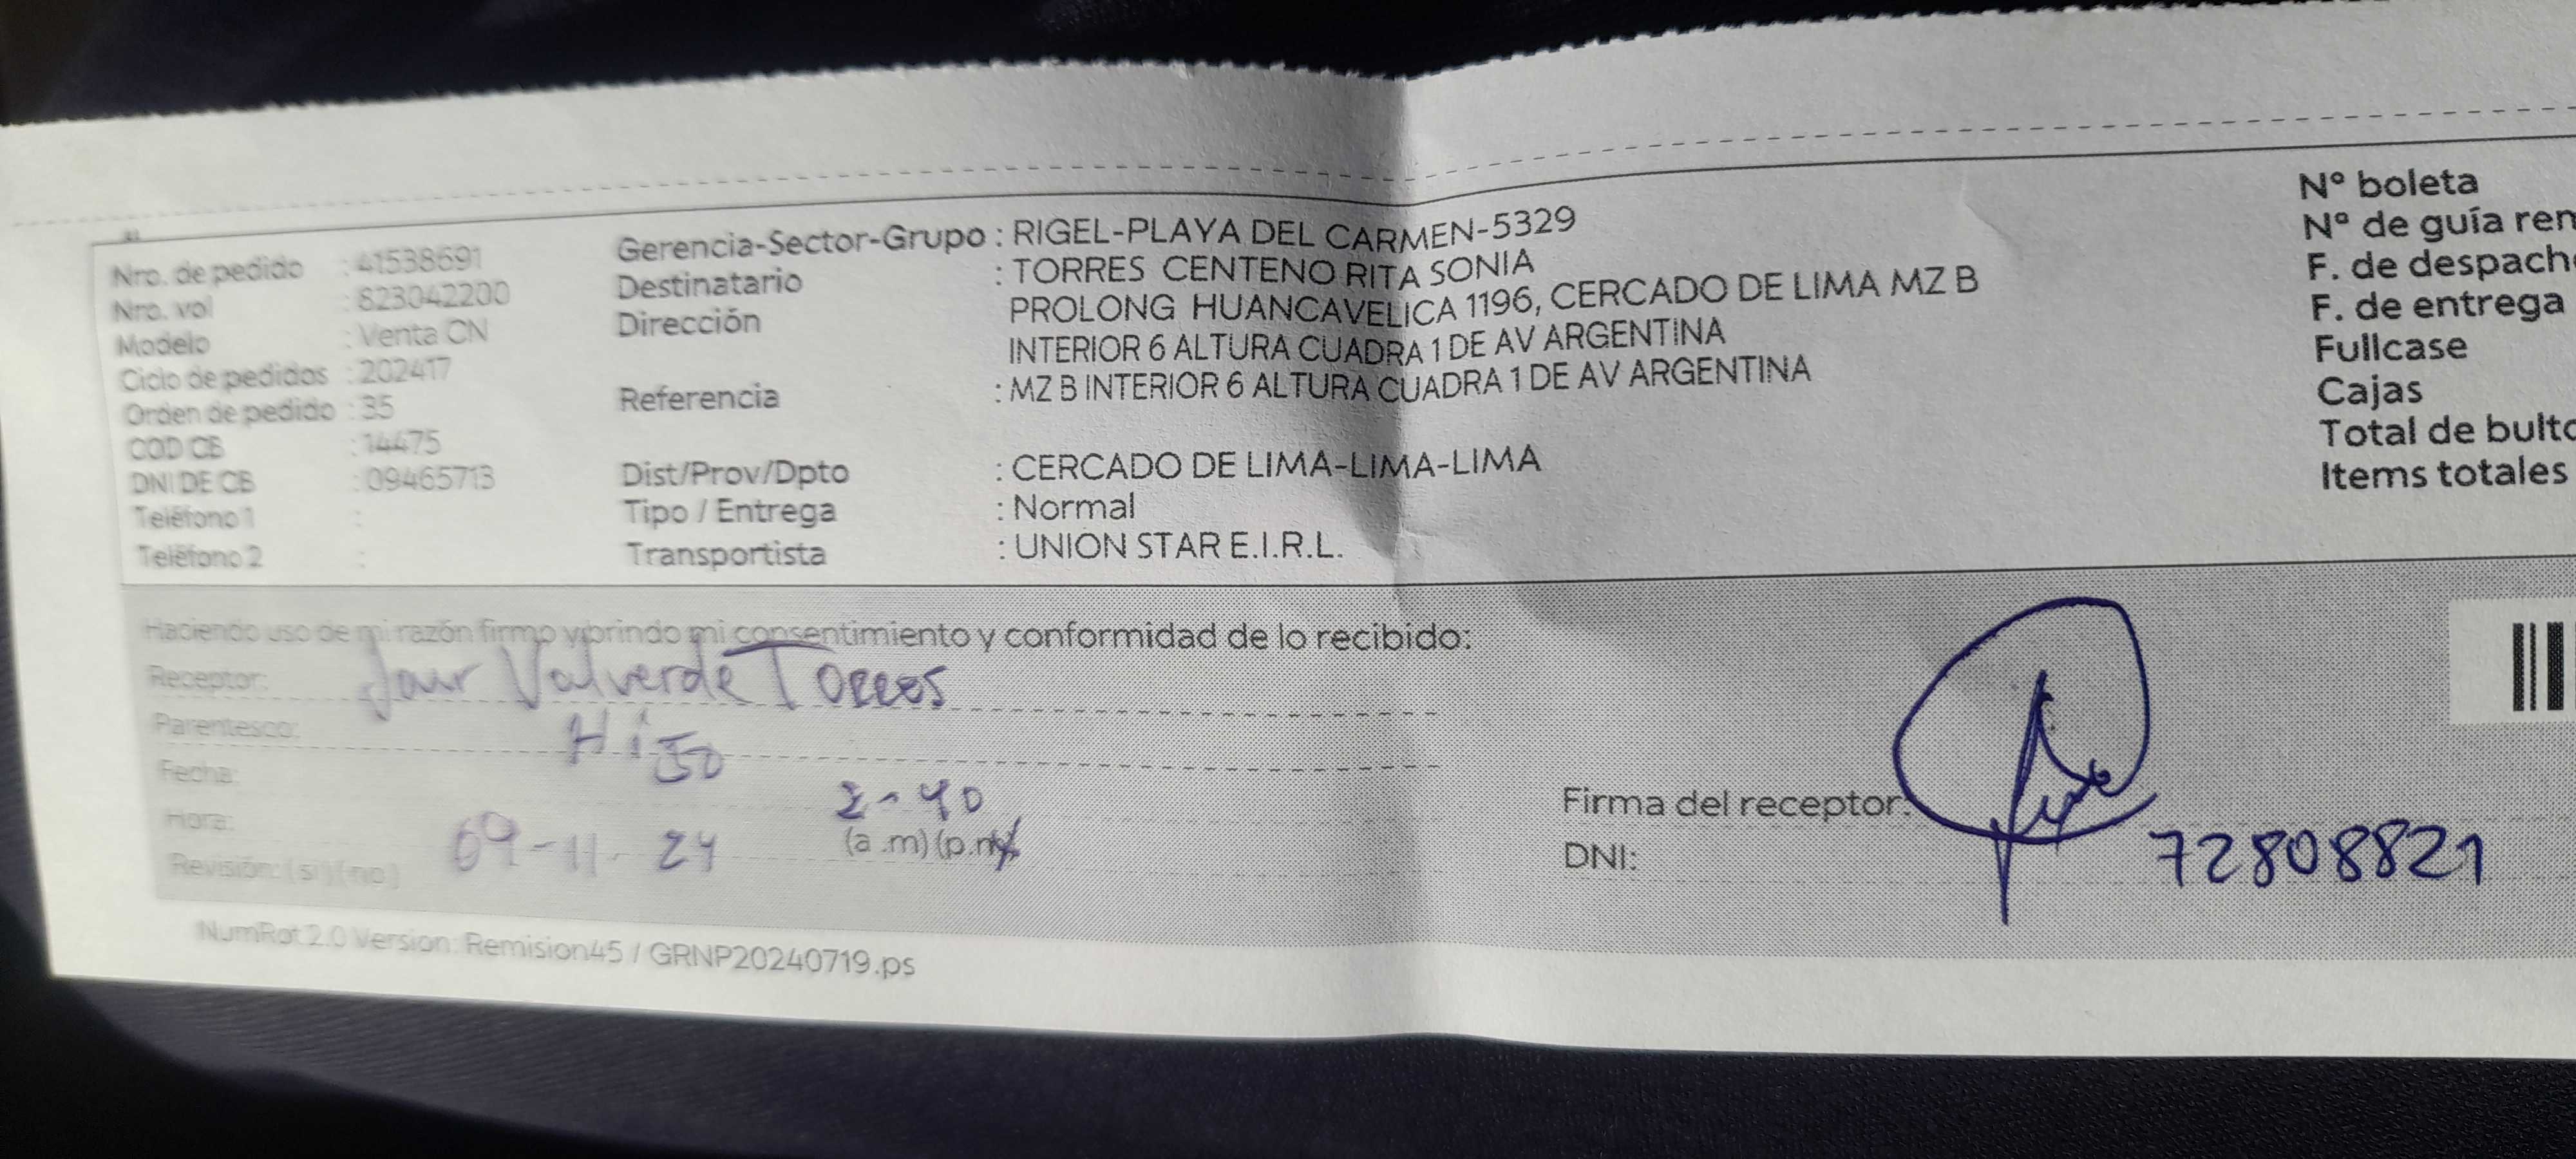 Nro. de pedido : 41538691
Nro. vol : 823042200
Modelo : Venta CN
Ciclo de pedidos : 202417
Orden de pedido : 35
COD CB : 14475
DNI DE CB : 09465713
Teléfono 1 :
Teléfono 2 :
Gerencia-Sector-Grupo : RIGEL-PLAYA DEL CARMEN-5329
Destinatario : TORRES CENTENO RITA SONIA
Dirección PROLONG HUANCAVELICA 1196, CERCADO DE LIMA MZ B
INTERIOR 6 ALTURA CUADRA 1 DE AV ARGENTINA
Referencia : MZ B INTERIOR 6 ALTURA CUADRA 1 DE AV ARGENTINA
Dist/Prov/Dpto : CERCADO DE LIMA-LIMA-LIMA
Tipo / Entrega : Normal
Transportista : UNION STAR E.I.R.L.
N° boleta
N° de guía rem
F. de despacho
F. de entrega
Fullcase
Cajas
Total de bulto
Items totales
Haciendo uso de mi razón firmo y brindo mi consentimiento y conformidad de lo recibido:
Receptor: Valverde Torres
Parentesco: Hijo
Fecha:
2-40
Hora: (a.m)(p.m)
09-11-24
Revisión: (si)(no)
Firma del receptor:
DNI: 72808821
NumRot 2.0 Version: Remision45 / GRNP20240719.ps